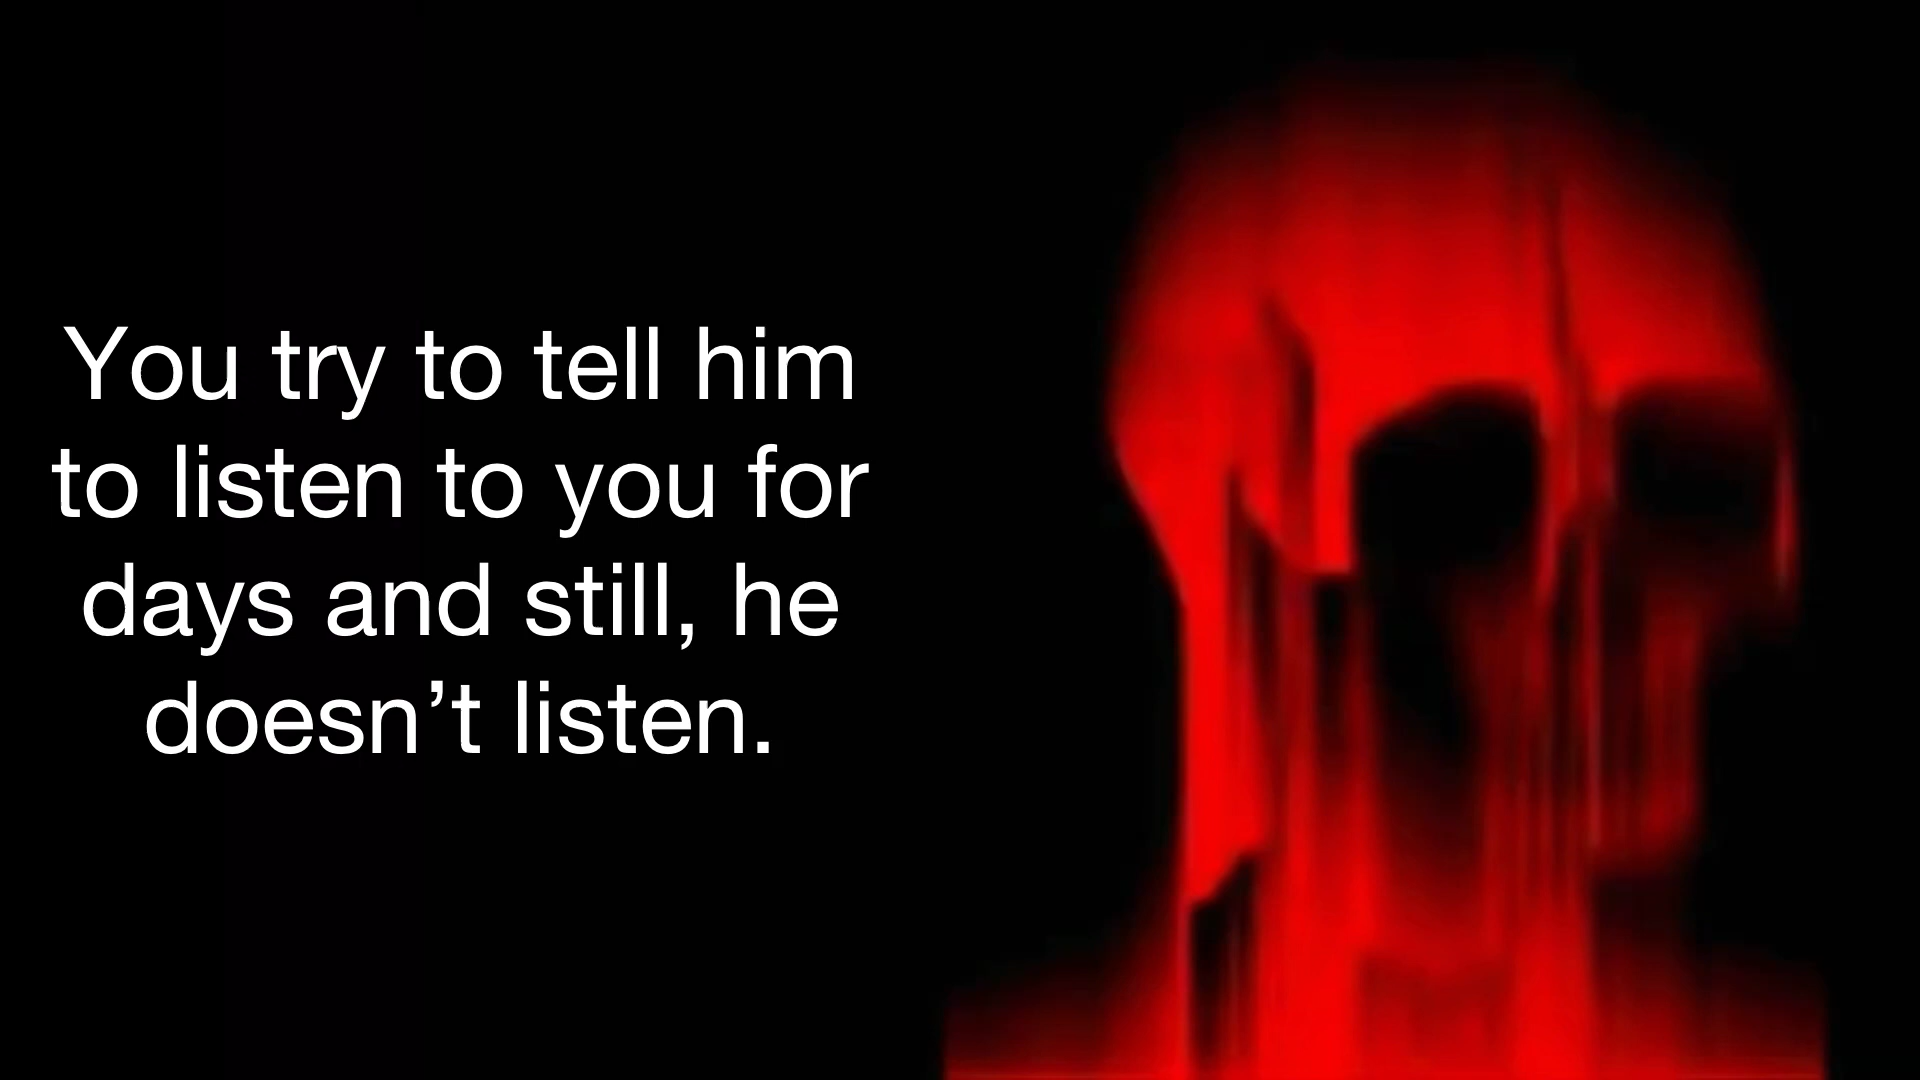 You try to tell him
to listen to you for
days and still, he
doesn’t listen.